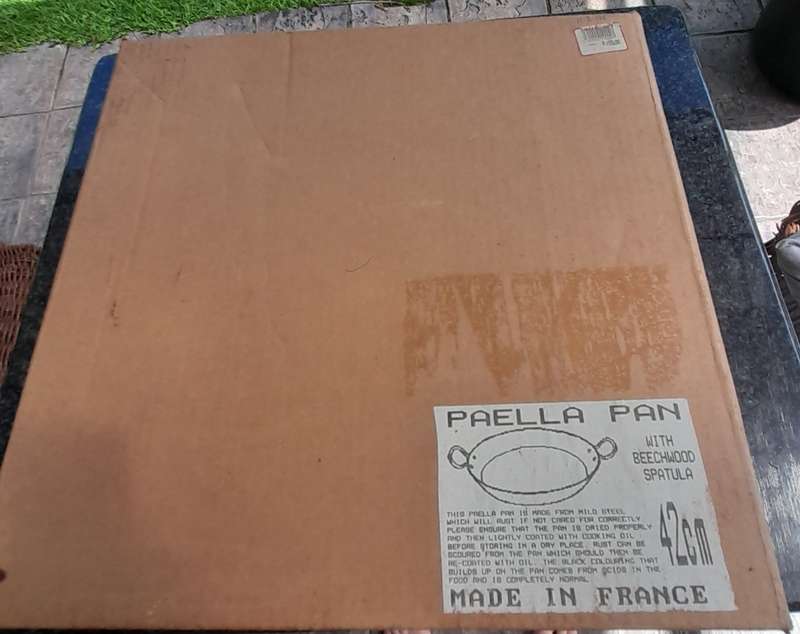 PAELLA PAN
WITH
BEECHWOOD
SPATULA
THIS PAELLA PAN IS MADE FROM MILD STEEL
WHICH WILL RUST IF NOT CARED FOR CORRECTLY
PLEASE ENSURE THAT THE PAN IS DRIED PROPERLY
AND THEN LIGHTLY COATED WITH COOKING OIL
BEFORE STORING IN A DRY PLACE. RUST CAN BE
SCOURED FROM THE PAN WHICH SHOULD THEN BE
RE-COATED WITH OIL. THE BLACK COLOURING THAT
BUILDS UP ON THE PAN COMES FROM ACIDS IN THE
FOOD AND IS COMPLETELY NORMAL
42cm
MADE IN FRANCE